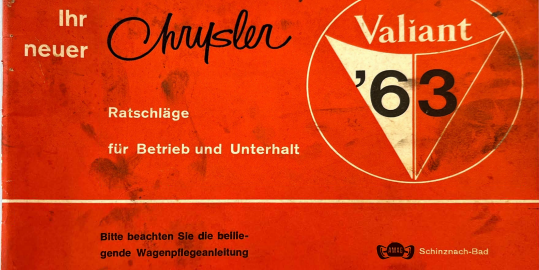 Ihr
neuer Chrysler
Valiant
'63
Ratschläge
für Betrieb und Unterhalt
Bitte beachten Sie die beilie-
gende Wagenpflegeanleitung
AMAG Schinznach-Bad